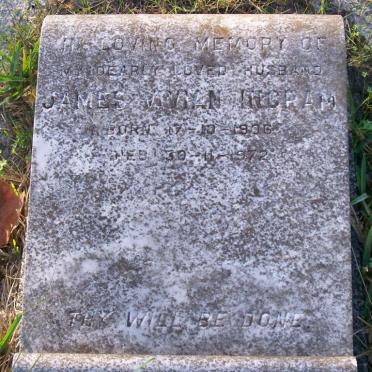 IN LOVING MEMORY OF
MY DEARLY LOVED HUSBAND
JAMES INGRAM
BORN 17-10-1906
DIED 30-11-1972
THY WILL BE DONE.